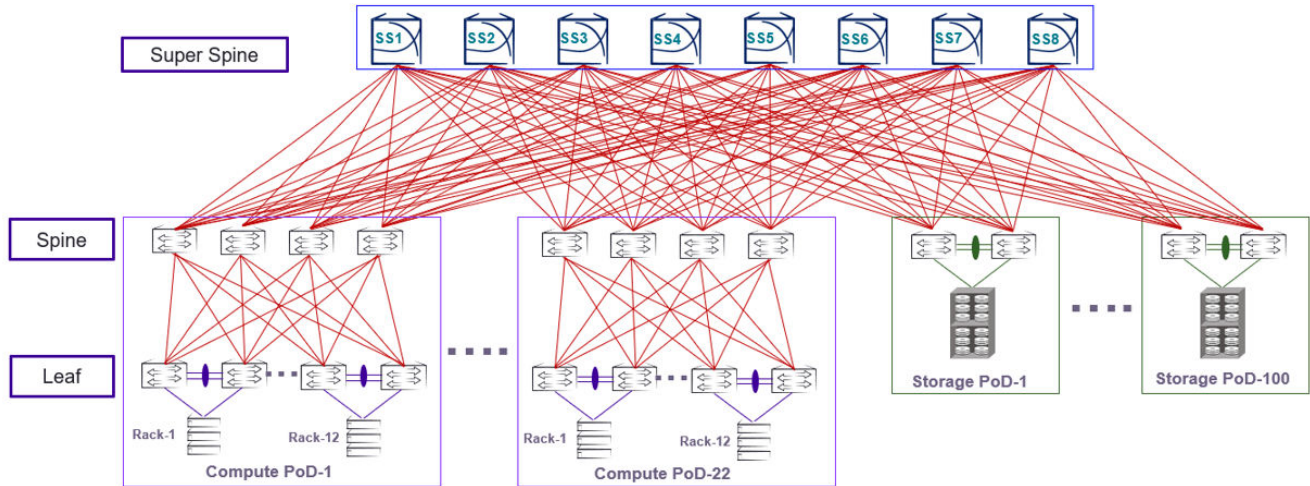 SS1 SS2 SS3 SS4 SS5 SS6 SS7 SS8
Super Spine
Spine
Leaf
Rack-1
Rack-12
Compute PoD-1
Rack-1
Rack-12
Compute PoD-22
Storage PoD-1
Storage PoD-100